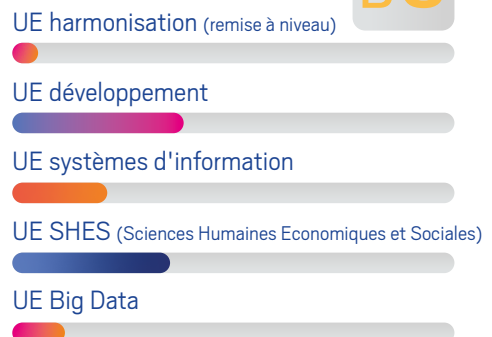 UE harmonisation (remise à niveau)
UE développement
UE systèmes d'information
UE SHES (Sciences Humaines Economiques et Sociales)
UE Big Data